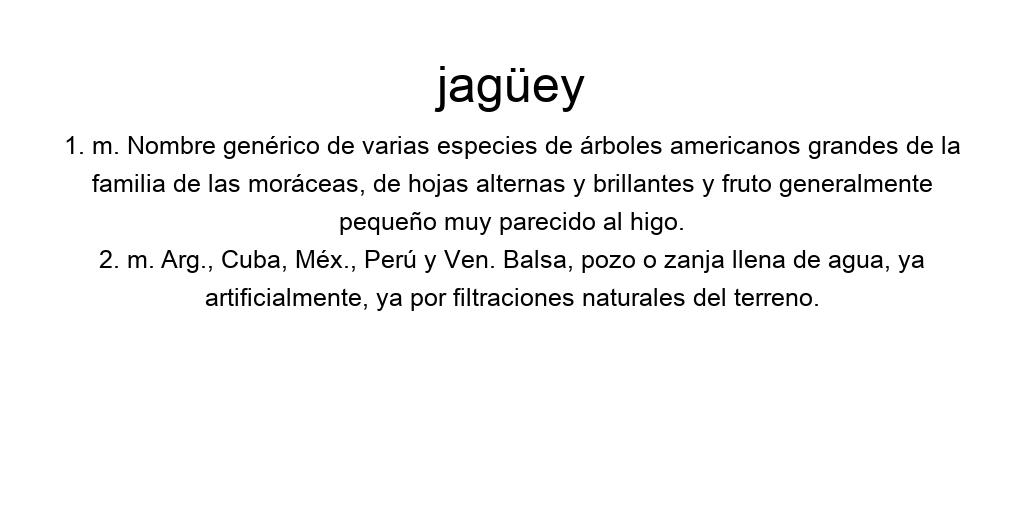 jagüey
1. m. Nombre genérico de varias especies de árboles americanos grandes de la
familia de las moráceas, de hojas alternas y brillantes y fruto generalmente
pequeño muy parecido al higo.
2. m. Arg., Cuba, Méx., Perú y Ven. Balsa, pozo o zanja llena de agua, ya
artificialmente, ya por filtraciones naturales del terreno.